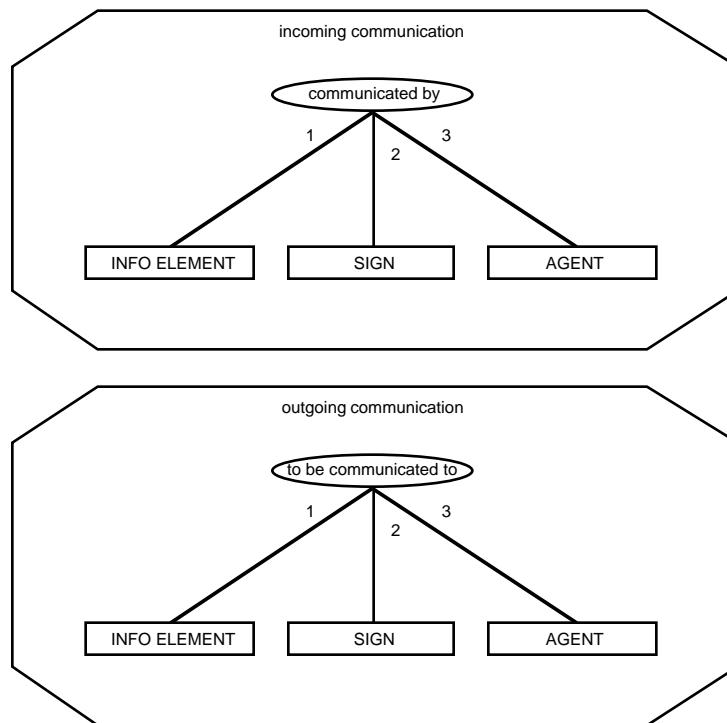 incoming communication
communicated by
1
2
3
INFO ELEMENT
SIGN
AGENT
outgoing communication
to be communicated to
1
2
3
INFO ELEMENT
SIGN
AGENT